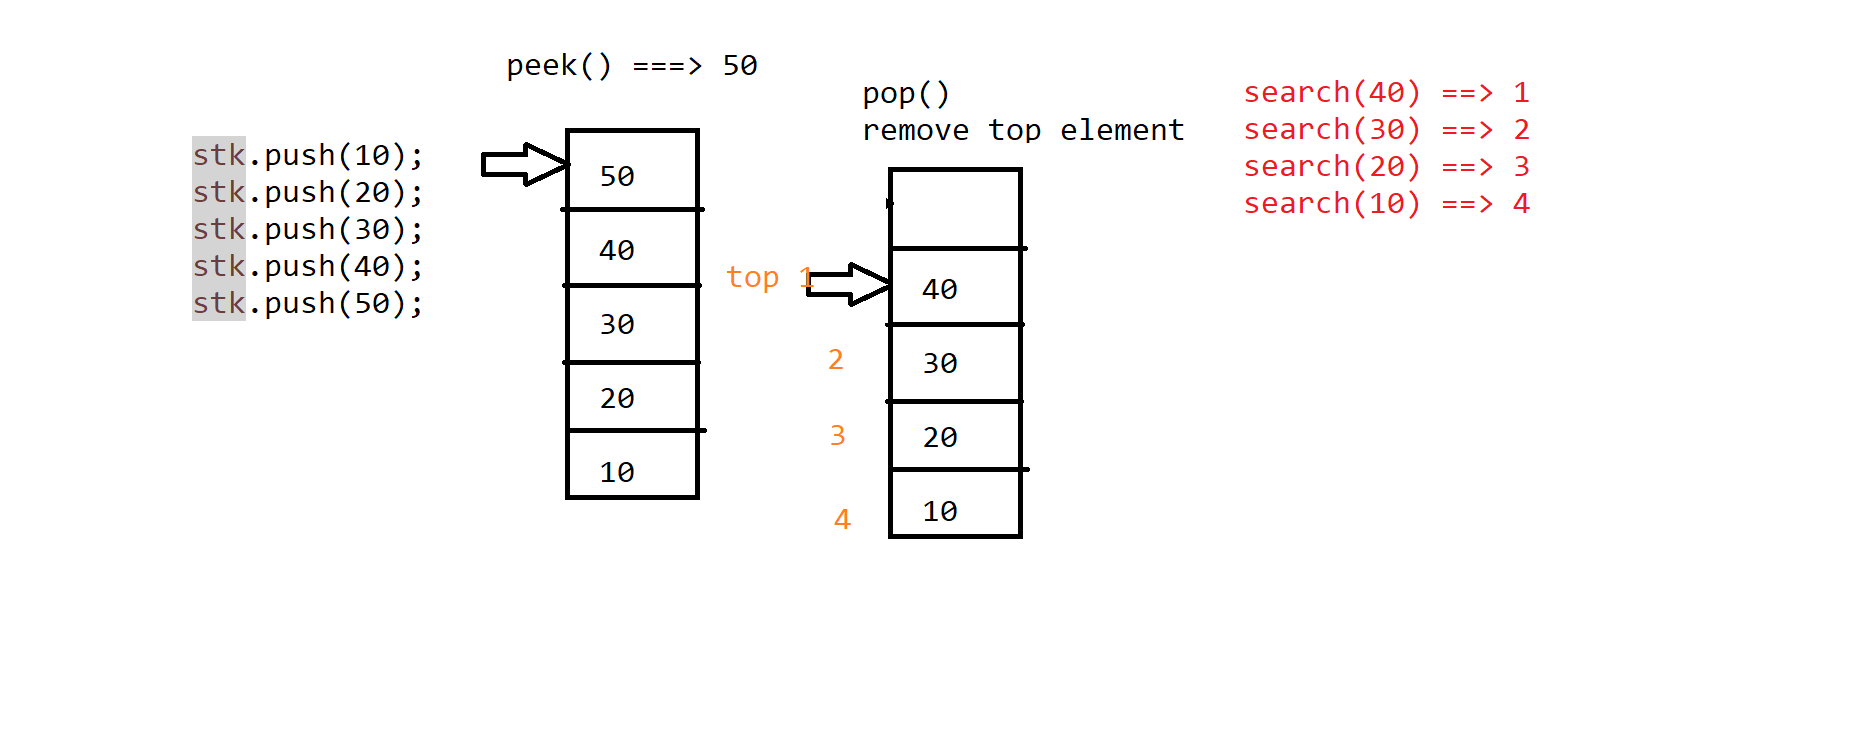 peek() ===> 50
stk.push(10);
stk.push(20);
stk.push(30);
stk.push(40);
stk.push(50);
50
40
30
20
10
pop()
remove top element
top 1
40
2
30
3
20
4
10
search(40) ==> 1
search(30) ==> 2
search(20) ==> 3
search(10) ==> 4